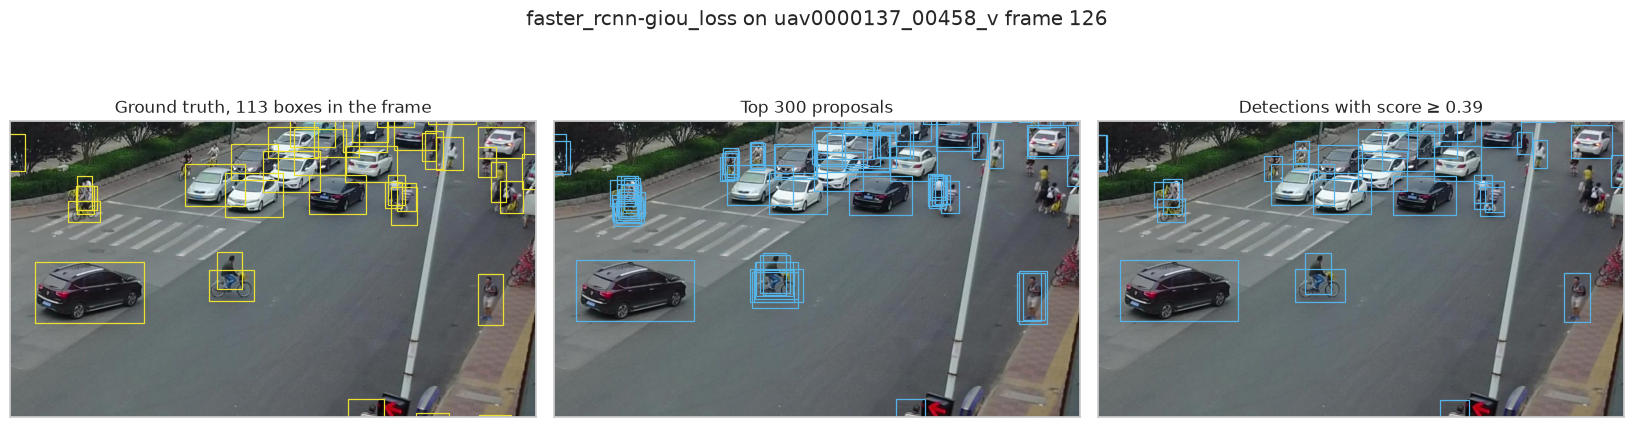 faster_rcnn-giou_loss on uav0000137_00458_v frame 126
Ground truth, 113 boxes in the frame
Top 300 proposals
Detections with score ≥ 0.39